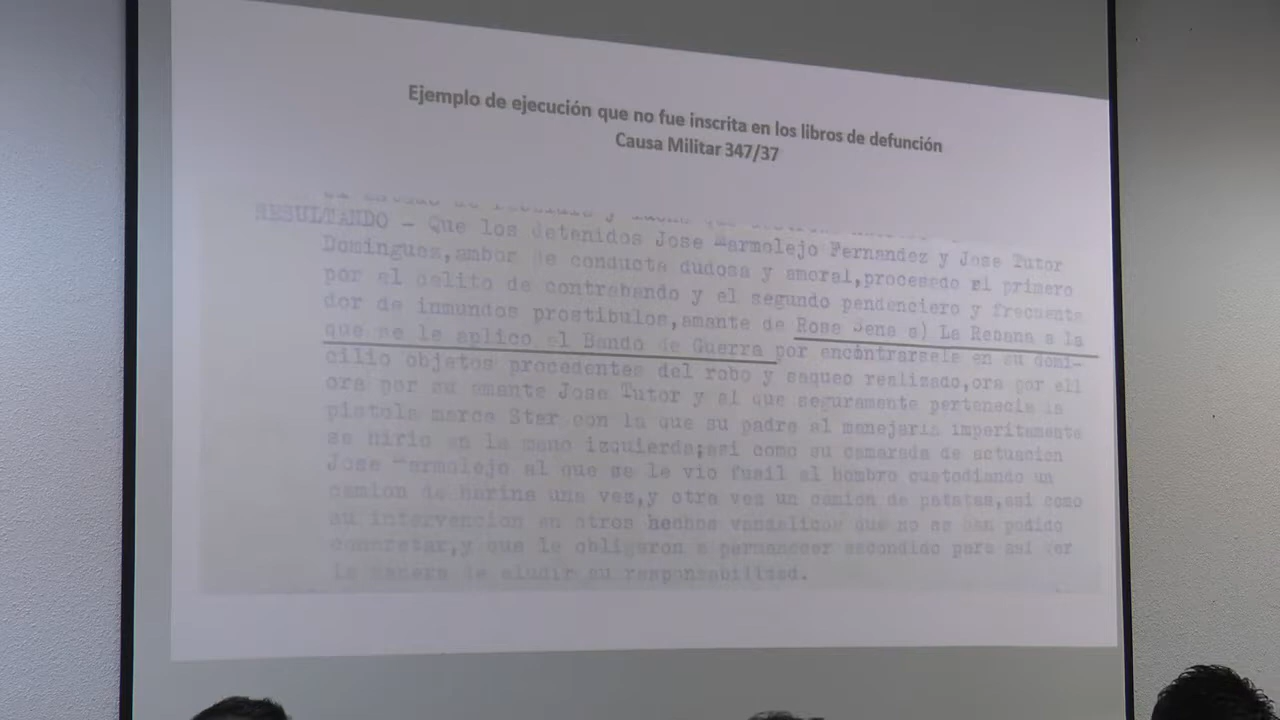 Ejemplo de ejecución que no fue inscrita en los libros de defunción
Causa Militar 347/37
RESULTANDO - Que los detenidos Jose Marmolejo Fernandez y Jose Tutor
Dominguez, ambos de conducta dudosa y amoral, procesado el primero
por el delito de contrabando y el segundo pendenciero y frecuenta
dor de inmundos prostibulos, amante de Rosa a) La Rebana a la
que se le aplico el Bando de Guerra por encontrarsele en su domi-
cilio objetos procedentes del robo y saqueo realizado, ora por ell
ora por su amante Jose Tutor y al que seguramente pertenecia la
pistola marca Star con la que su padre al manejarla imperitamente
se hirio en la mano izquierda; asi como su camarada de actuacion
Jose Marmolejo al que se le vio fusil al hombro custodiando un
camion de harina una vez, y otra vez un camion de patatas, asi como
su intervencion en otros hechos vandalicos que no se han podido
concretar, y que le obligaron a permanecer escondido para asi ver
la manera de eludir su responsabilidad.